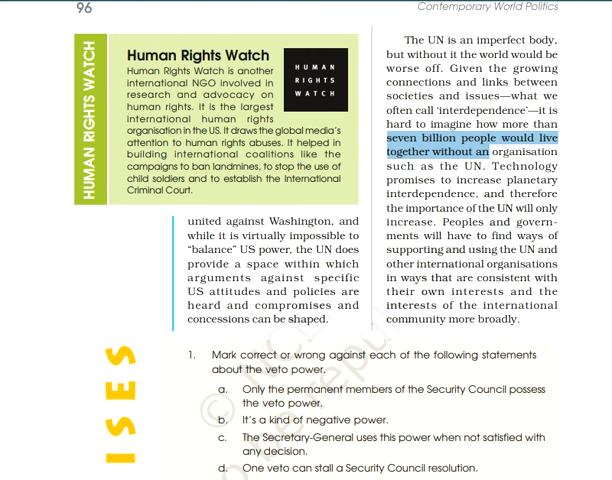 96
Contemporary World Politics
HUMAN RIGHTS WATCH
Human Rights Watch
Human Rights Watch is another
international NGO involved in
research and advocacy on
human rights. It is the largest
international human rights
organisation in the US. It draws the global media's
attention to human rights abuses. It helped in
building international coalitions like the
campaigns to ban landmines, to stop the use of
child soldiers and to establish the International
Criminal Court.
HUMAN
RIGHTS
WATCH
united against Washington, and
while it is virtually impossible to
“balance” US power, the UN does
provide a space within which
arguments against specific
US attitudes and policies are
heard and compromises and
concessions can be shaped.
The UN is an imperfect body,
but without it the world would be
worse off. Given the growing
connections and links between
societies and issues—what we
often call ‘interdependence’—it is
hard to imagine how more than
seven billion people would live
together without an organisation
such as the UN. Technology
promises to increase planetary
interdependence, and therefore
the importance of the UN will only
increase. Peoples and govern-
ments will have to find ways of
supporting and using the UN and
other international organisations
in ways that are consistent with
their own interests and the
interests of the international
community more broadly.
ISES
1. Mark correct or wrong against each of the following statements
about the veto power.
a. Only the permanent members of the Security Council possess
the veto power.
b. It's a kind of negative power.
c. The Secretary-General uses this power when not satisfied with
any decision.
d. One veto can stall a Security Council resolution.